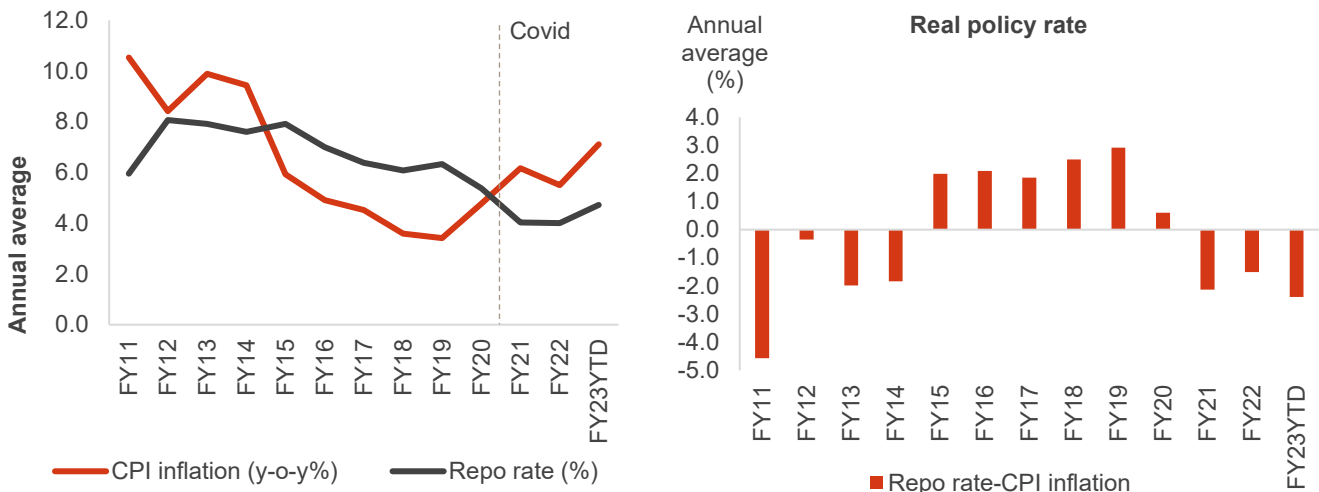 Annual average
12.0
10.0
8.0
6.0
4.0
2.0
0.0
Covid
FY11
FY12
FY13
FY14
FY15
FY16
FY17
FY18
FY19
FY20
FY21
FY22
FY23YTD
CPI inflation (y-o-y%)
Repo rate (%)
Annual
average
(%)
Real policy rate
4.0
3.0
2.0
1.0
0.0
-1.0
-2.0
-3.0
-4.0
-5.0
FY11
FY12
FY13
FY14
FY15
FY16
FY17
FY18
FY19
FY20
FY21
FY22
FY23YTD
Repo rate-CPI inflation